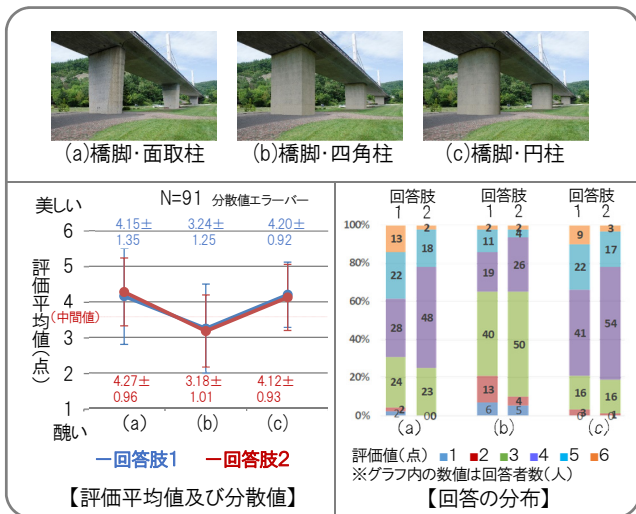 (a)橋脚・面取柱
(b)橋脚・四角柱
(c)橋脚・円柱
美しい
N=91 分散値エラーバー
4.15±
1.35
3.24±
1.25
4.20±
0.92
評価平均値(点)
6
5
4
(中間値)
3
2
1
4.27±
0.96
3.18±
1.01
4.12±
0.93
醜い
(a)
(b)
(c)
回答肢1
回答肢2
【評価平均値及び分散値】
回答肢
1 2
回答肢
1 2
回答肢
1 2
100%
80%
60%
40%
20%
0%
13
22
28
24
2
2
2
18
48
23
0
0
2
11
19
40
13
6
2
4
26
50
4
5
9
22
41
16
3
0
3
17
54
16
1
0
(a)
(b)
(c)
評価値(点) 1 2 3 4 5 6
※グラフ内の数値は回答者数(人)
【回答の分布】